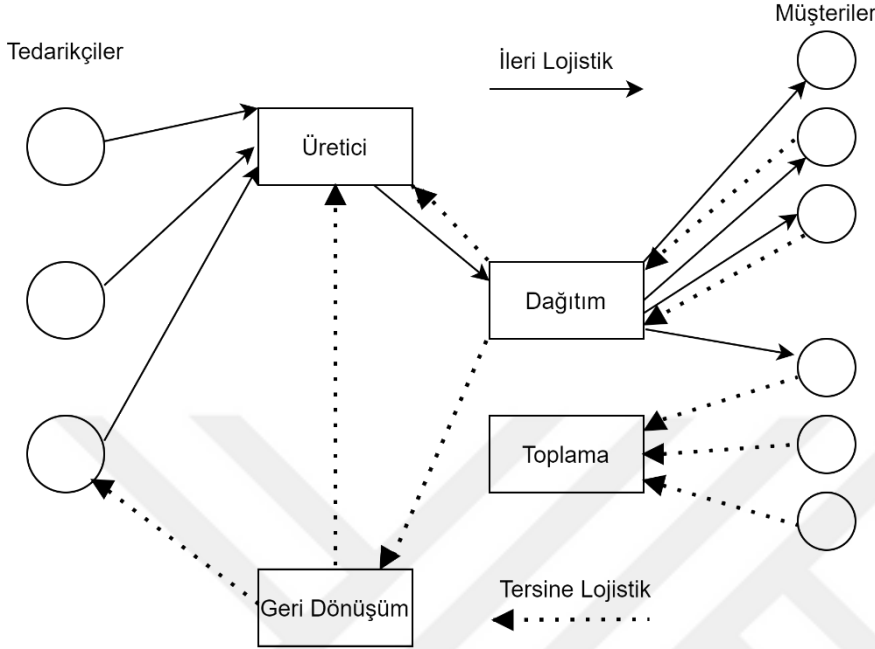 Müşteriler
Tedarikçiler
İleri Lojistik
Üretici
Dağıtım
Toplama
Geri Dönüşüm
Tersine Lojistik